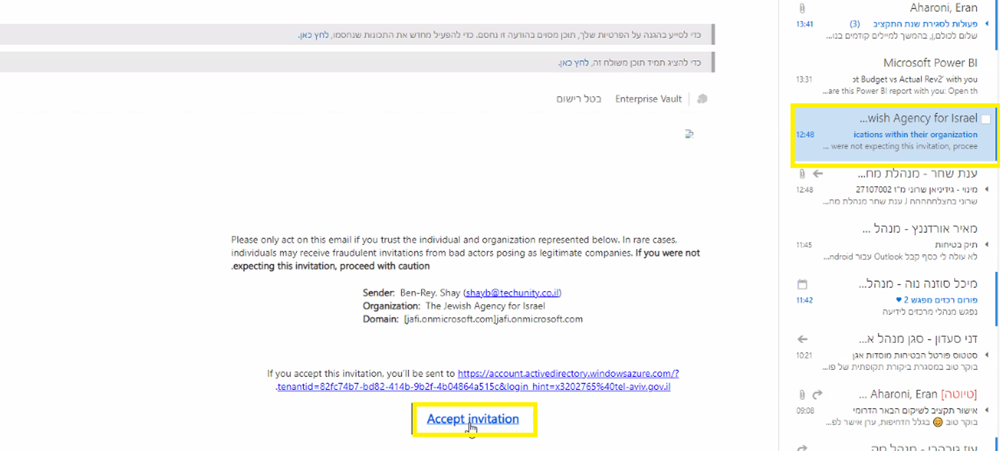 כדי לסייע בהגנה על הפרטיות שלך, תוכן מסוים בהודעה זו נחסם. כדי להפעיל מחדש את התכונות שנחסמו, לחץ כאן.
כדי להציג תמיד תוכן משולח זה, לחץ כאן.
Enterprise Vault בטל רישום
Please only act on this email if you trust the individual and organization represented below. In rare cases,
individuals may receive fraudulent invitations from bad actors posing as legitimate companies. If you were not
.expecting this invitation, proceed with caution
Sender: Ben-Rey, Shay (shayb@techunity.co.il)
Organization: The Jewish Agency for Israel
Domain: [jafi.onmicrosoft.com]jafi.onmicrosoft.com
If you accept this invitation, you'll be sent to https://account.activedirectory.windowsazure.com/?
.tenantid=82fc74b7-bd82-414b-9b2f-4b04864a515c&login_hint=x3202765%40tel-aviv.gov.il
Accept invitation
Aharoni, Eran
פעולות לסגירת שנת התקציב (3) 13:41
שלום לכולם,ן, בהמשך למיילים קודמים בנו...
Microsoft Power BI
ot Budget vs Actual Rev2' with you 13:31
...are this Power BI report with you: Open th
...wish Agency for Israel
ications within their organization 12:48
... were not expecting this invitation, procee
ענת שחר - מנהלת מח...
מינוי - גידיניאן שרוני מ"ז 27107002 12:48
שרוני בהצלחהההה J ענת שחר מנהלת מח...
מאיר אורדננץ - מנהל ...
תיק בטיחות 11:45
לא עולה לי כסף קבל Outlook עבור ndroid...
מיכל סוזנה נוה - מנהל...
פורום רכזים מפגש 2 ♥ 11:42
נפגש מנהלי מרכזים לידיעה
דני סעדון - סגן מנהל א...
סטטוס פורטל הבטיחות מוסדות אגן 10:21
בוקר טוב במסגרת ביקורת תקופתית של פו...
[טיוטה] Aharoni, Eran ...
אישור תקציב לשיקום הבאר הדרומי 09:08
בוקר טוב 😊 בגלל הדחיפות, ערן אישר לפ...